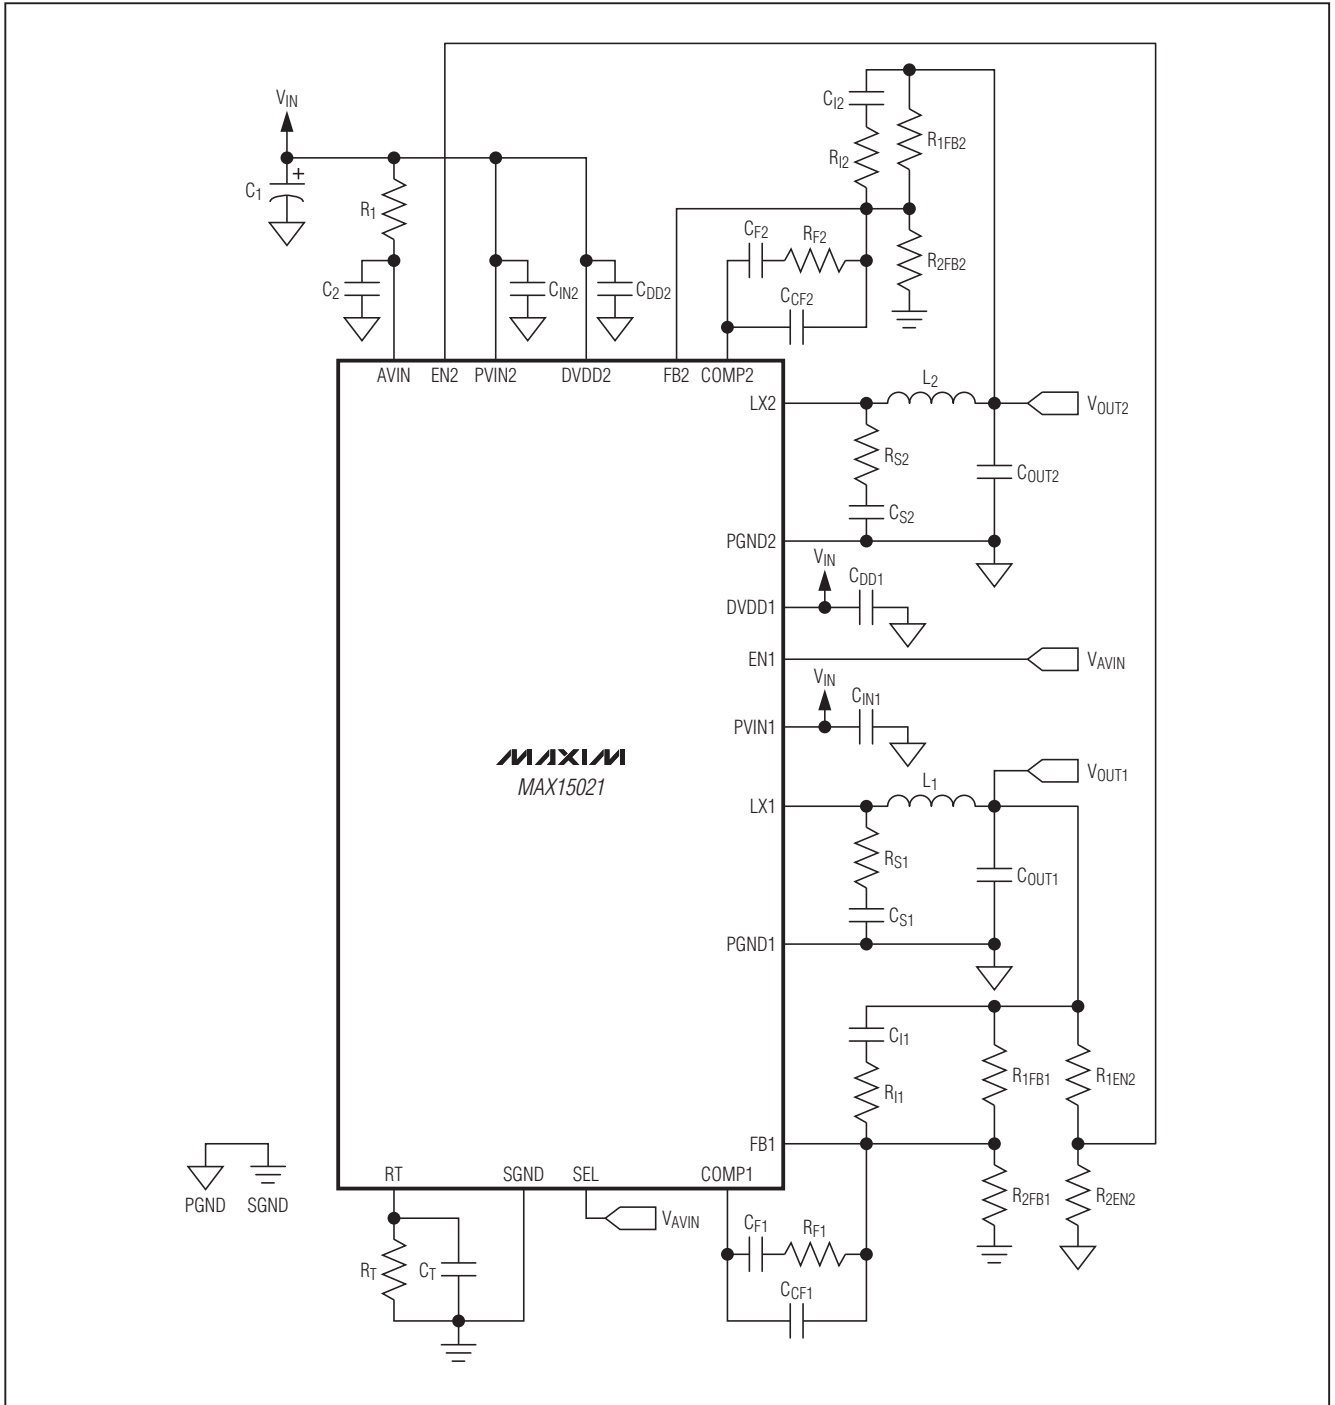 VIN
C1
+
R1
C2
CIN2
CDD2
CI2
RI2
R1FB2
CF2
RF2
R2FB2
CCF2
AVIN
EN2
PVIN2
DVDD2
FB2
COMP2
LX2
L2
VOUT2
RS2
COUT2
CS2
PGND2
VIN
CDD1
DVDD1
EN1
VAVIN
VIN
CIN1
PVIN1
MAXIM
MAX15021
VOUT1
LX1
L1
RS1
COUT1
CS1
PGND1
CI1
RI1
R1FB1
R1EN2
FB1
RT
SGND
SEL
COMP1
PGND
SGND
R2FB1
R2EN2
VAVIN
CF1
RF1
RT
CT
CCF1